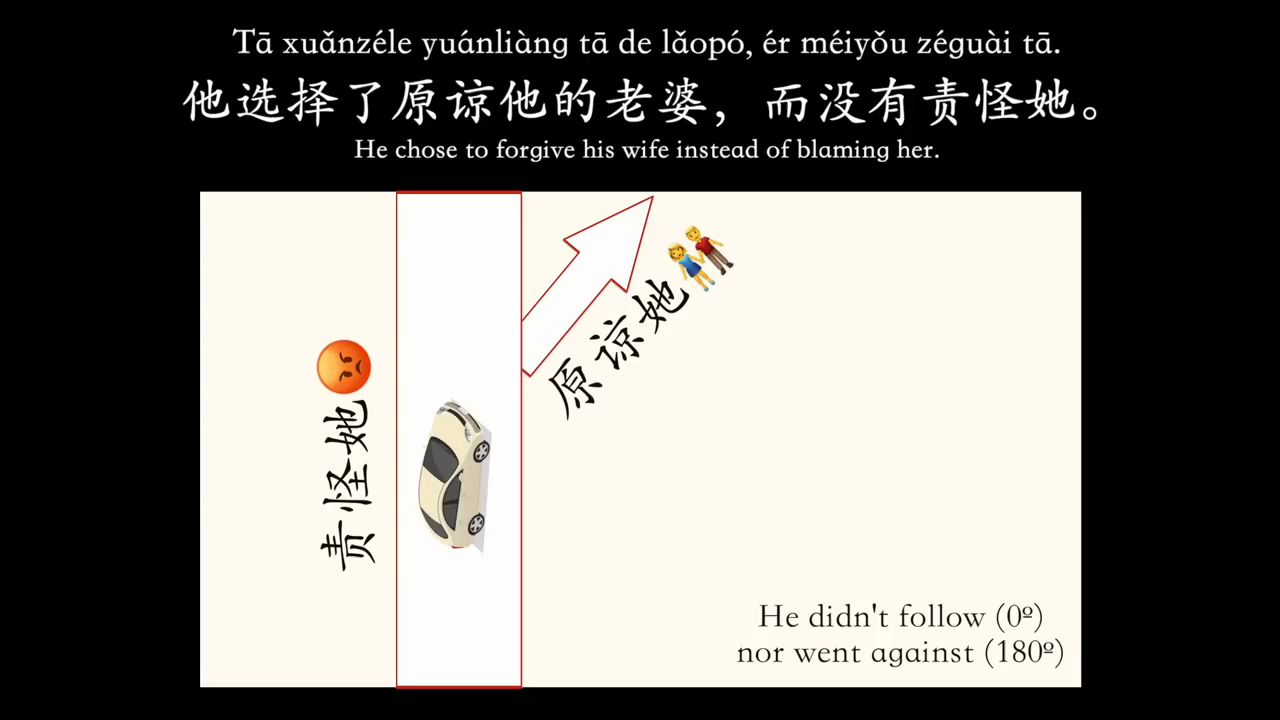 Tā xuǎnzéle yuánliàng tā de lǎopó, ér méiyǒu zéguài tā.
他选择了原谅他的老婆，而没有责怪她。
He chose to forgive his wife instead of blaming her.
责怪她
原谅她
He didn't follow (0º)
nor went against (180º)